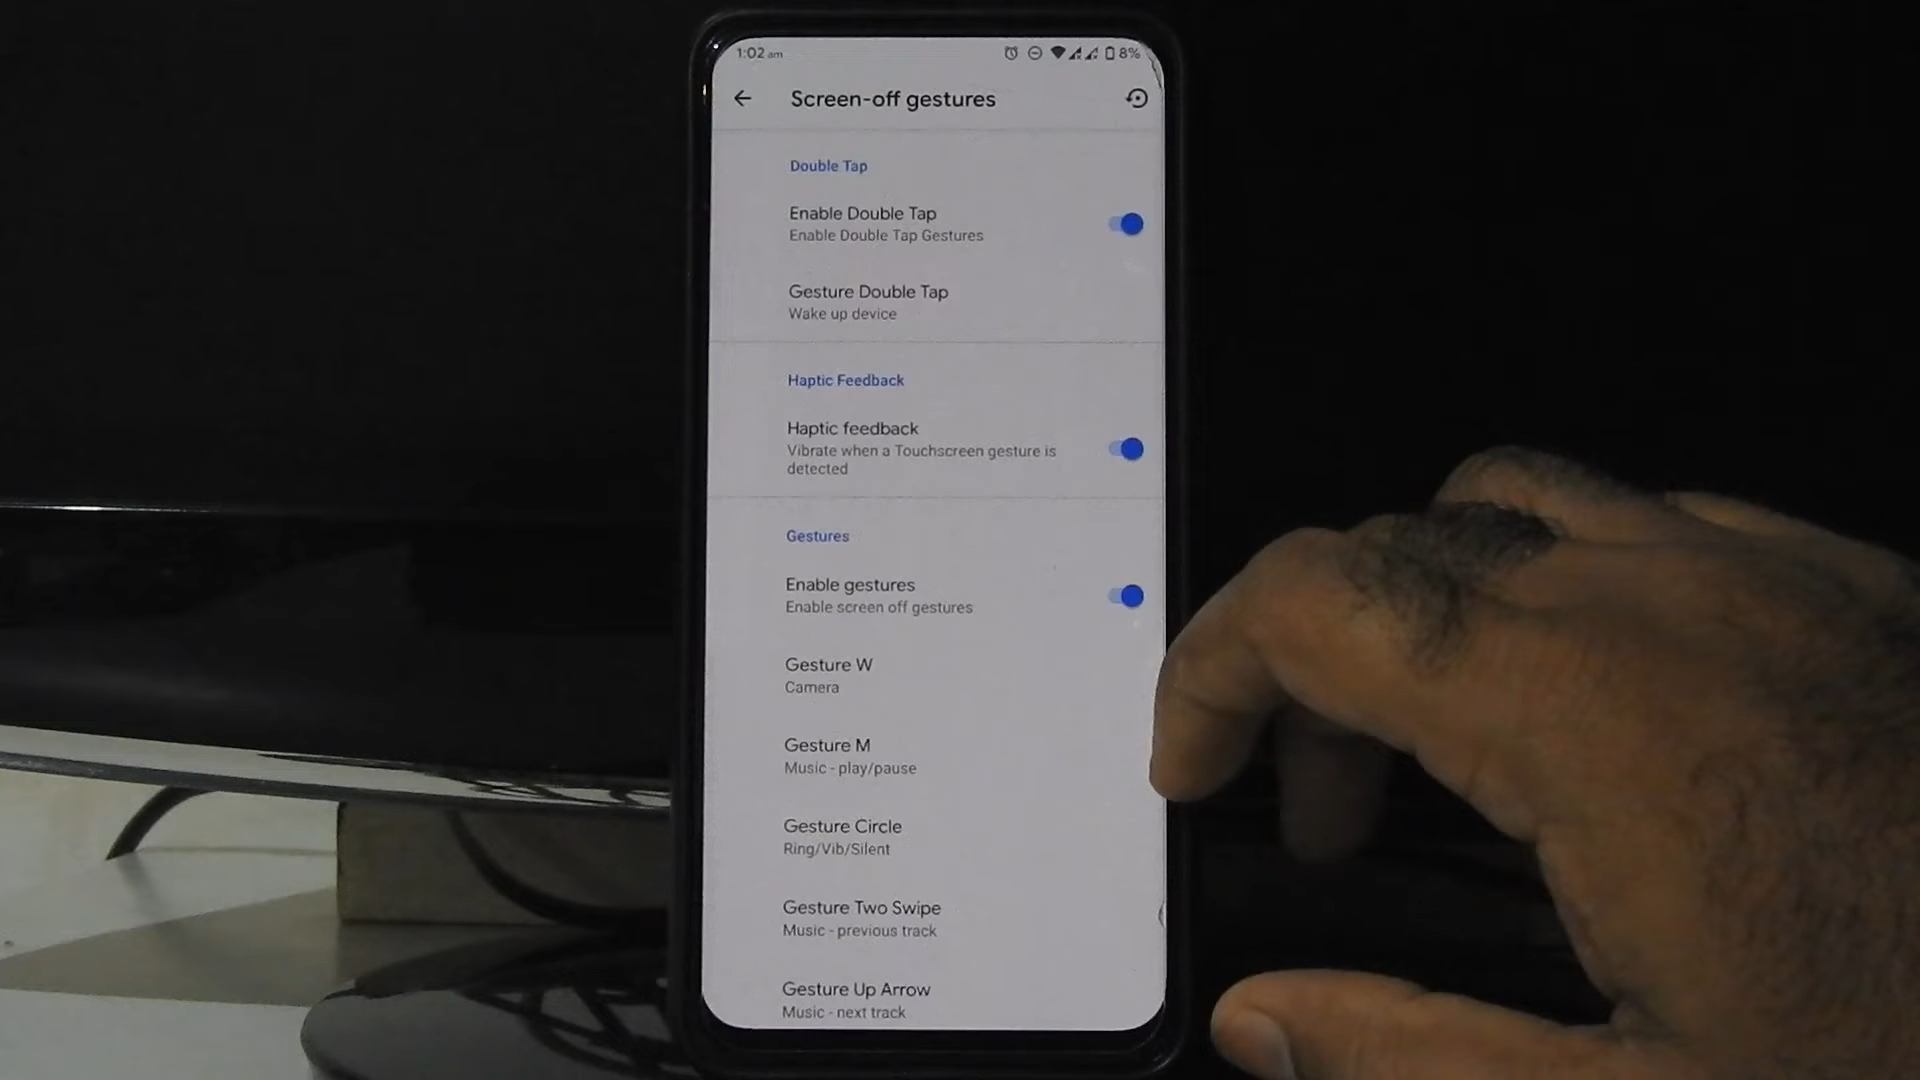 1:02 am
8%
Screen-off gestures
Double Tap
Enable Double Tap
Enable Double Tap Gestures
Gesture Double Tap
Wake up device
Haptic Feedback
Haptic feedback
Vibrate when a Touchscreen gesture is
detected
Gestures
Enable gestures
Enable screen off gestures
Gesture W
Camera
Gesture M
Music - play/pause
Gesture Circle
Ring/Vib/Silent
Gesture Two Swipe
Music - previous track
Gesture Up Arrow
Music - next track